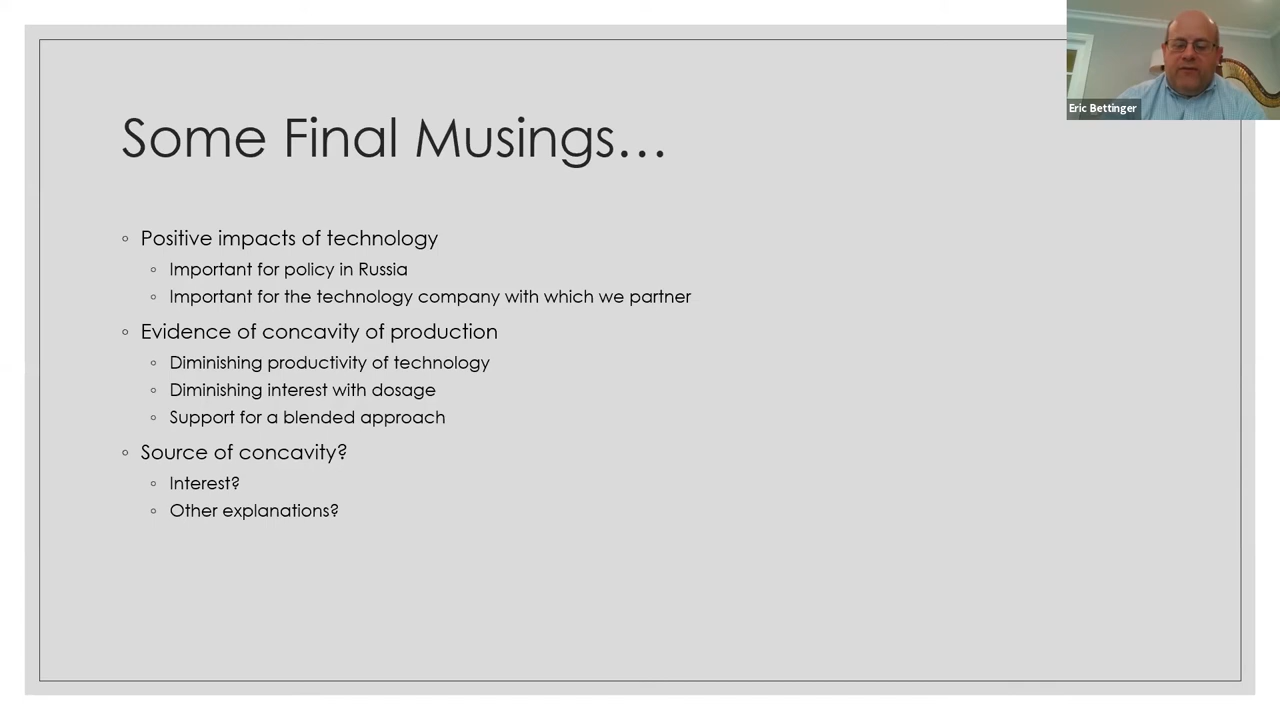 Eric Bettinger
Some Final Musings…
◦ Positive impacts of technology
◦ Important for policy in Russia
◦ Important for the technology company with which we partner
◦ Evidence of concavity of production
◦ Diminishing productivity of technology
◦ Diminishing interest with dosage
◦ Support for a blended approach
◦ Source of concavity?
◦ Interest?
◦ Other explanations?